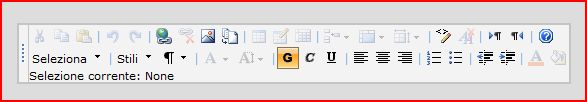 Seleziona Stili ¶ A A G C U A
Selezione corrente: None